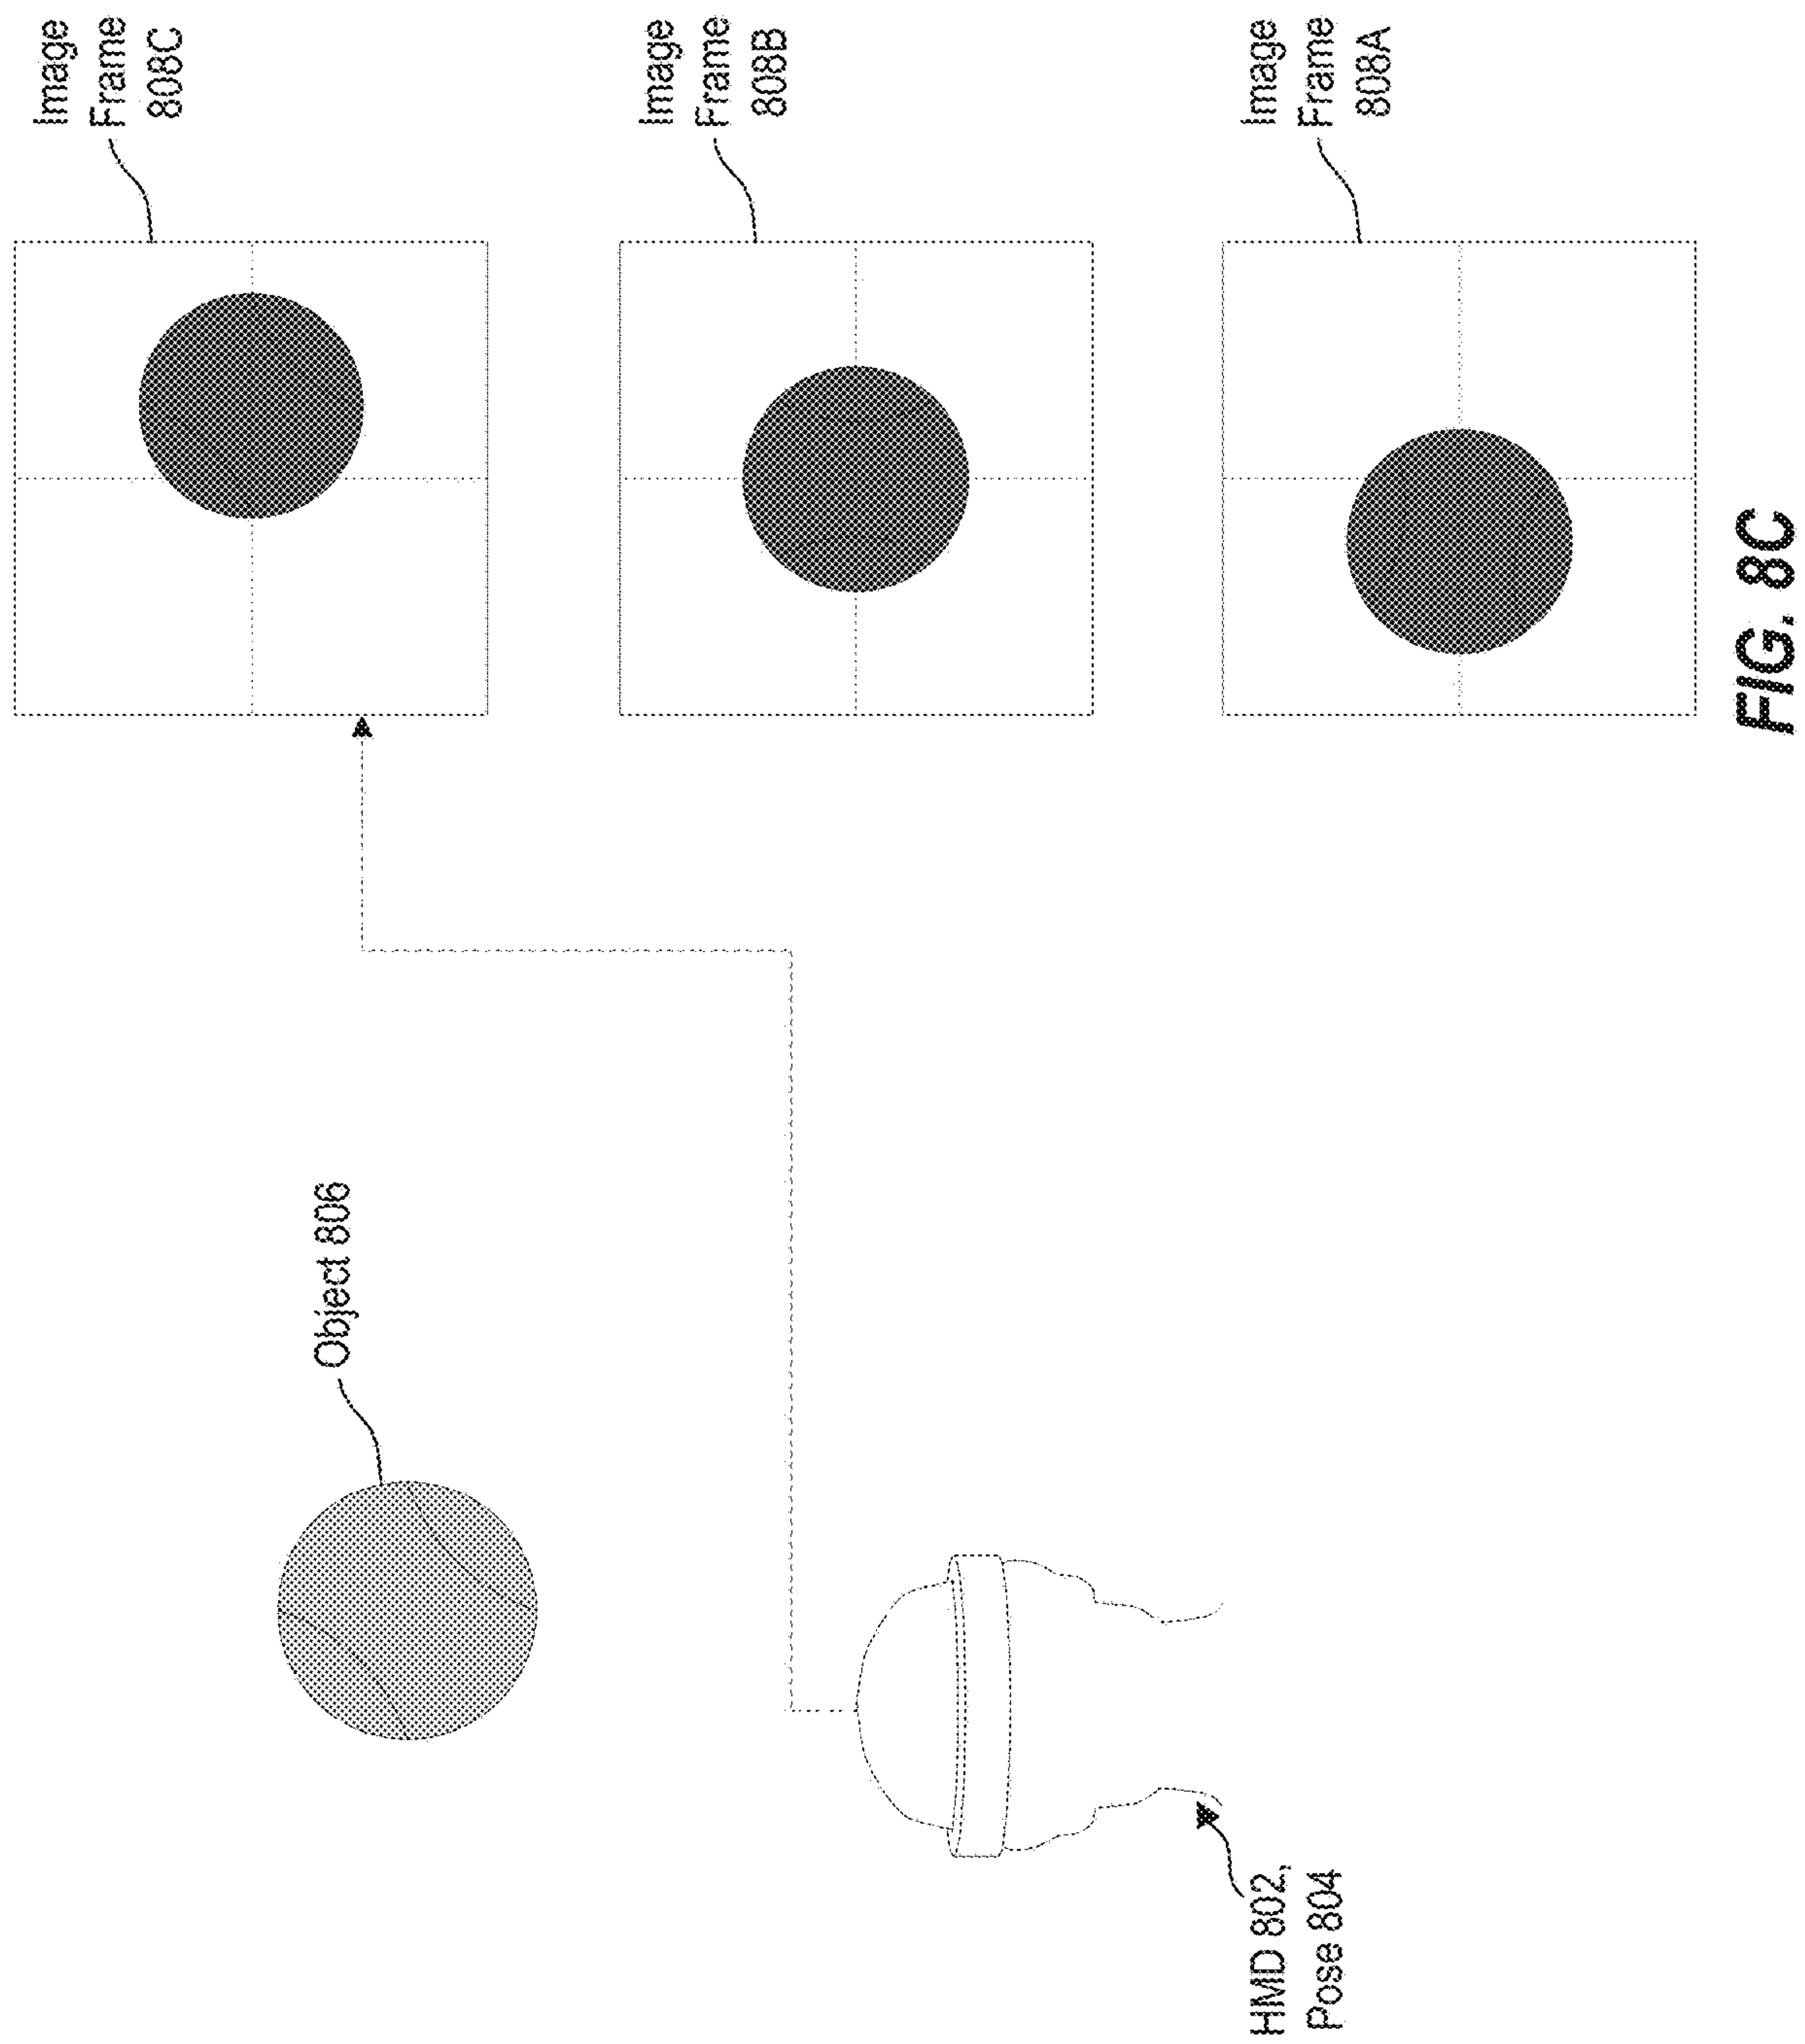 Object 806
HMD 802,
Pose 804
Image
Frame
808C
Image
Frame
808B
Image
Frame
808A
FIG. 8C